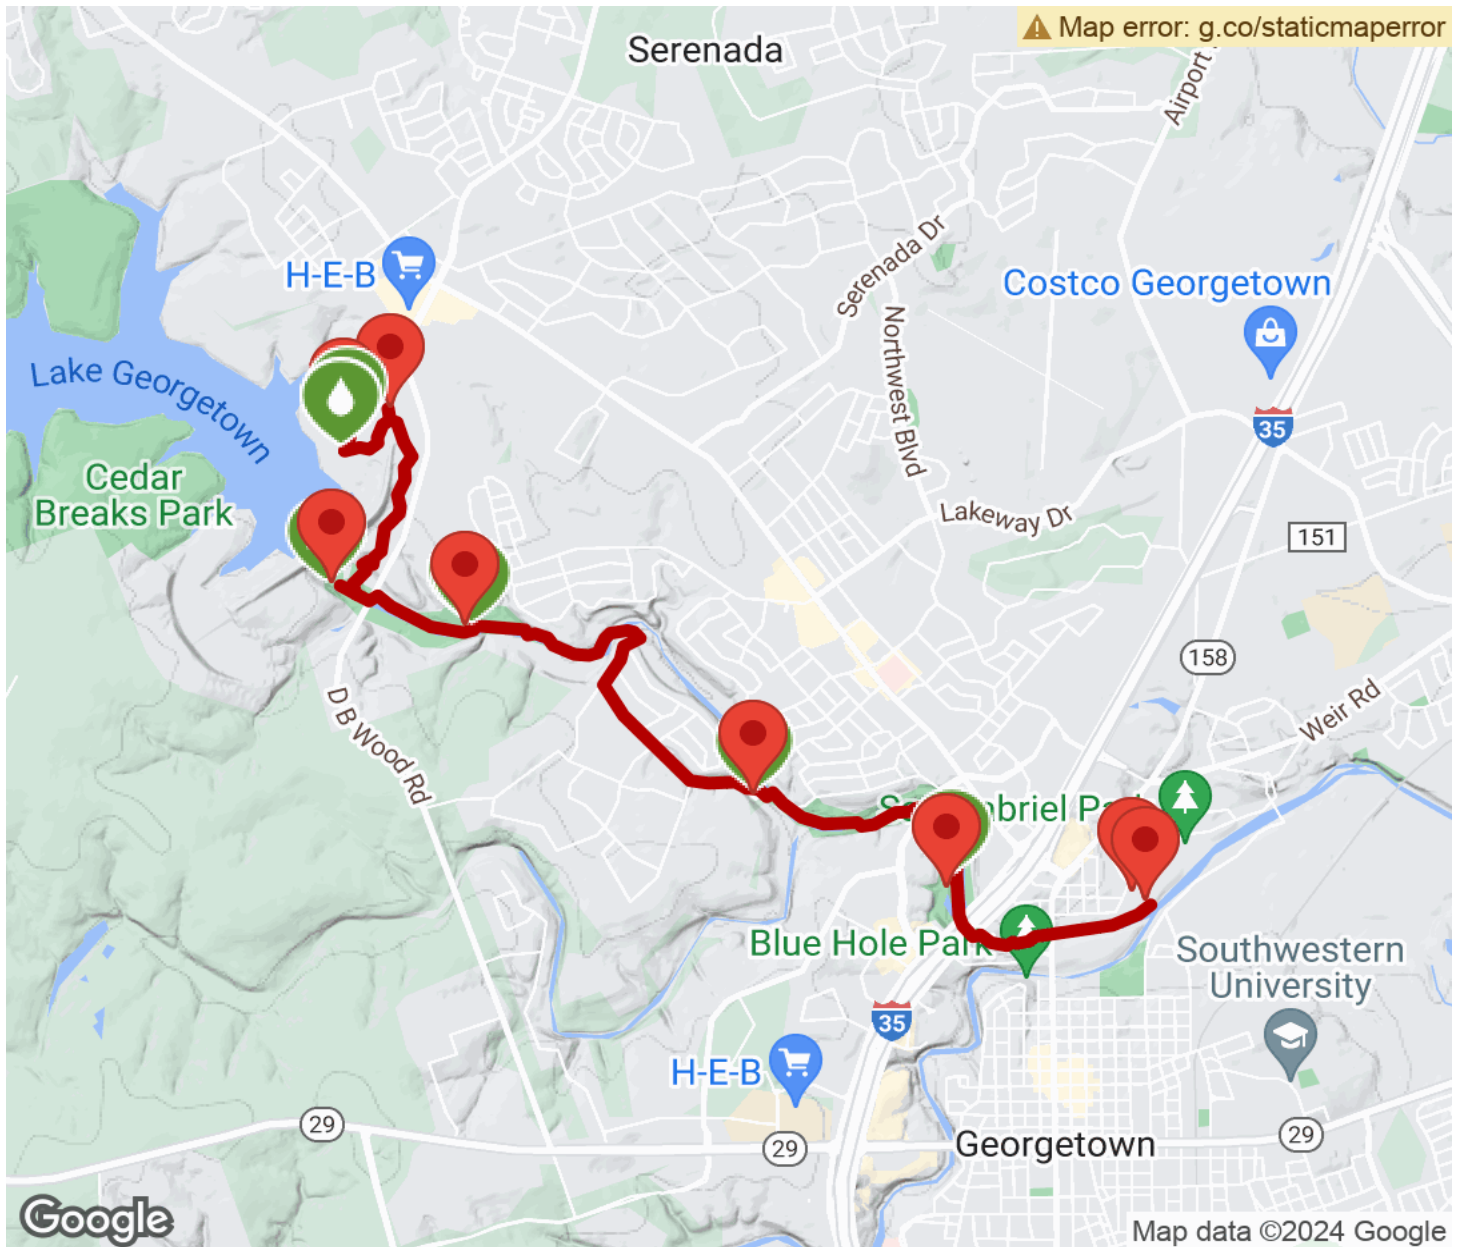 Map error: g.co/staticmaperror
Serenada
Airport
Serenada Dr
H-E-B
Costco Georgetown
Northwest Blvd
Lake Georgetown
35
Cedar
Breaks Park
Lakeway Dr
151
158
Weir Rd
D B Wood Rd
Blue Hole Park
Southwestern
University
35
H-E-B
29
29
29
Georgetown
Google
Map data ©2024 Google